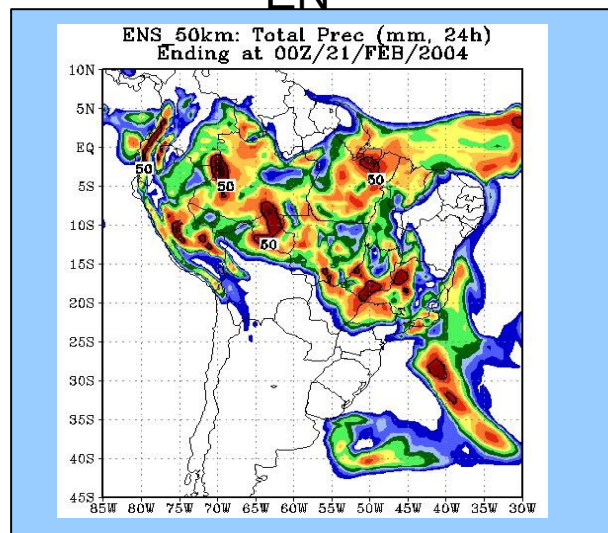 EN
ENS_50km: Total Prec (mm, 24h)
Ending at 00Z/21/FEB/2004
10N
5N
EQ
5S
10S
15S
20S
25S
30S
35S
40S
45S
50
50
50
50
85W 80W 75W 70W 65W 60W 55W 50W 45W 40W 35W 30W